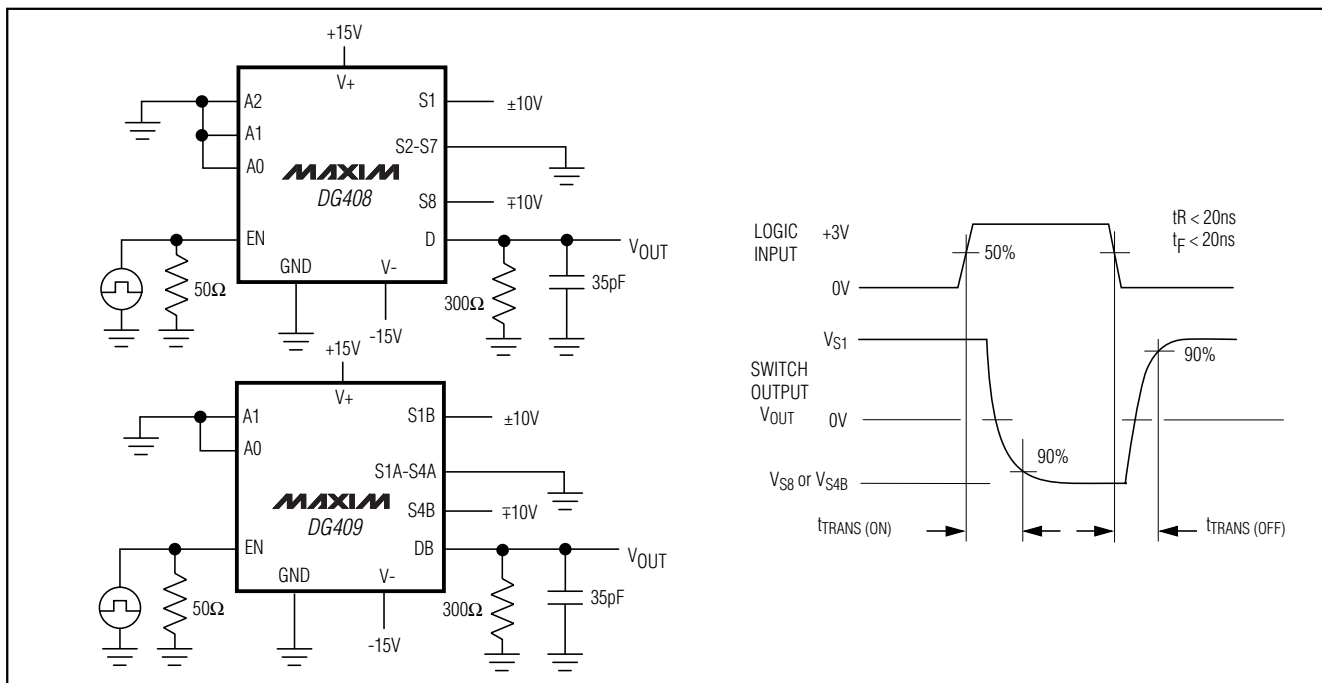 +15V
V+
A2
S1
±10V
A1
S2-S7
A0
MAXIM
DG408
S8
∓10V
EN
D
VOUT
GND
V-
50Ω
300Ω
35pF
-15V
+15V
V+
A1
S1B
±10V
A0
S1A-S4A
MAXIM
DG409
S4B
∓10V
EN
DB
VOUT
GND
V-
50Ω
300Ω
35pF
-15V
LOGIC
INPUT
+3V
50%
tR < 20ns
tF < 20ns
0V
VS1
90%
SWITCH
OUTPUT
VOUT
0V
90%
VS8 or VS4B
tTRANS (ON)
tTRANS (OFF)